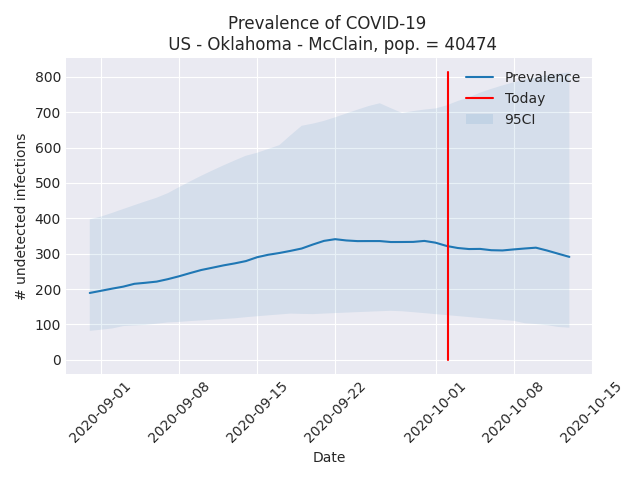 Prevalence of COVID-19
US - Oklahoma - McClain, pop. = 40474
# undetected infections
800
700
600
500
400
300
200
100
0
Prevalence
Today
95CI
2020-09-01
2020-09-08
2020-09-15
2020-09-22
2020-10-01
2020-10-08
2020-10-15
Date